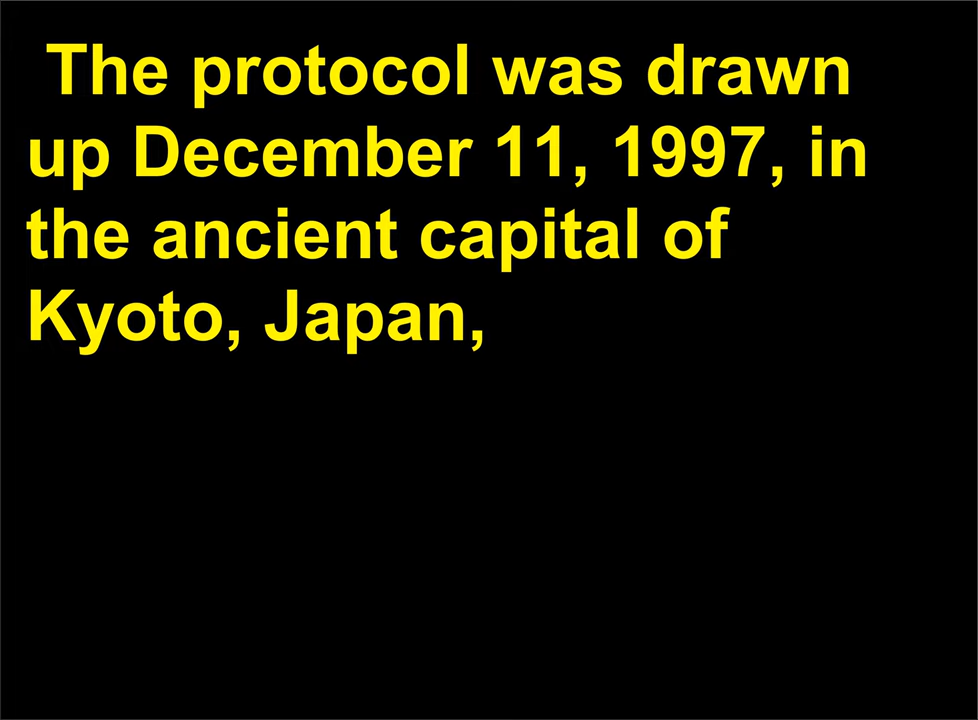 The protocol was drawn
up December 11, 1997, in
the ancient capital of
Kyoto, Japan,